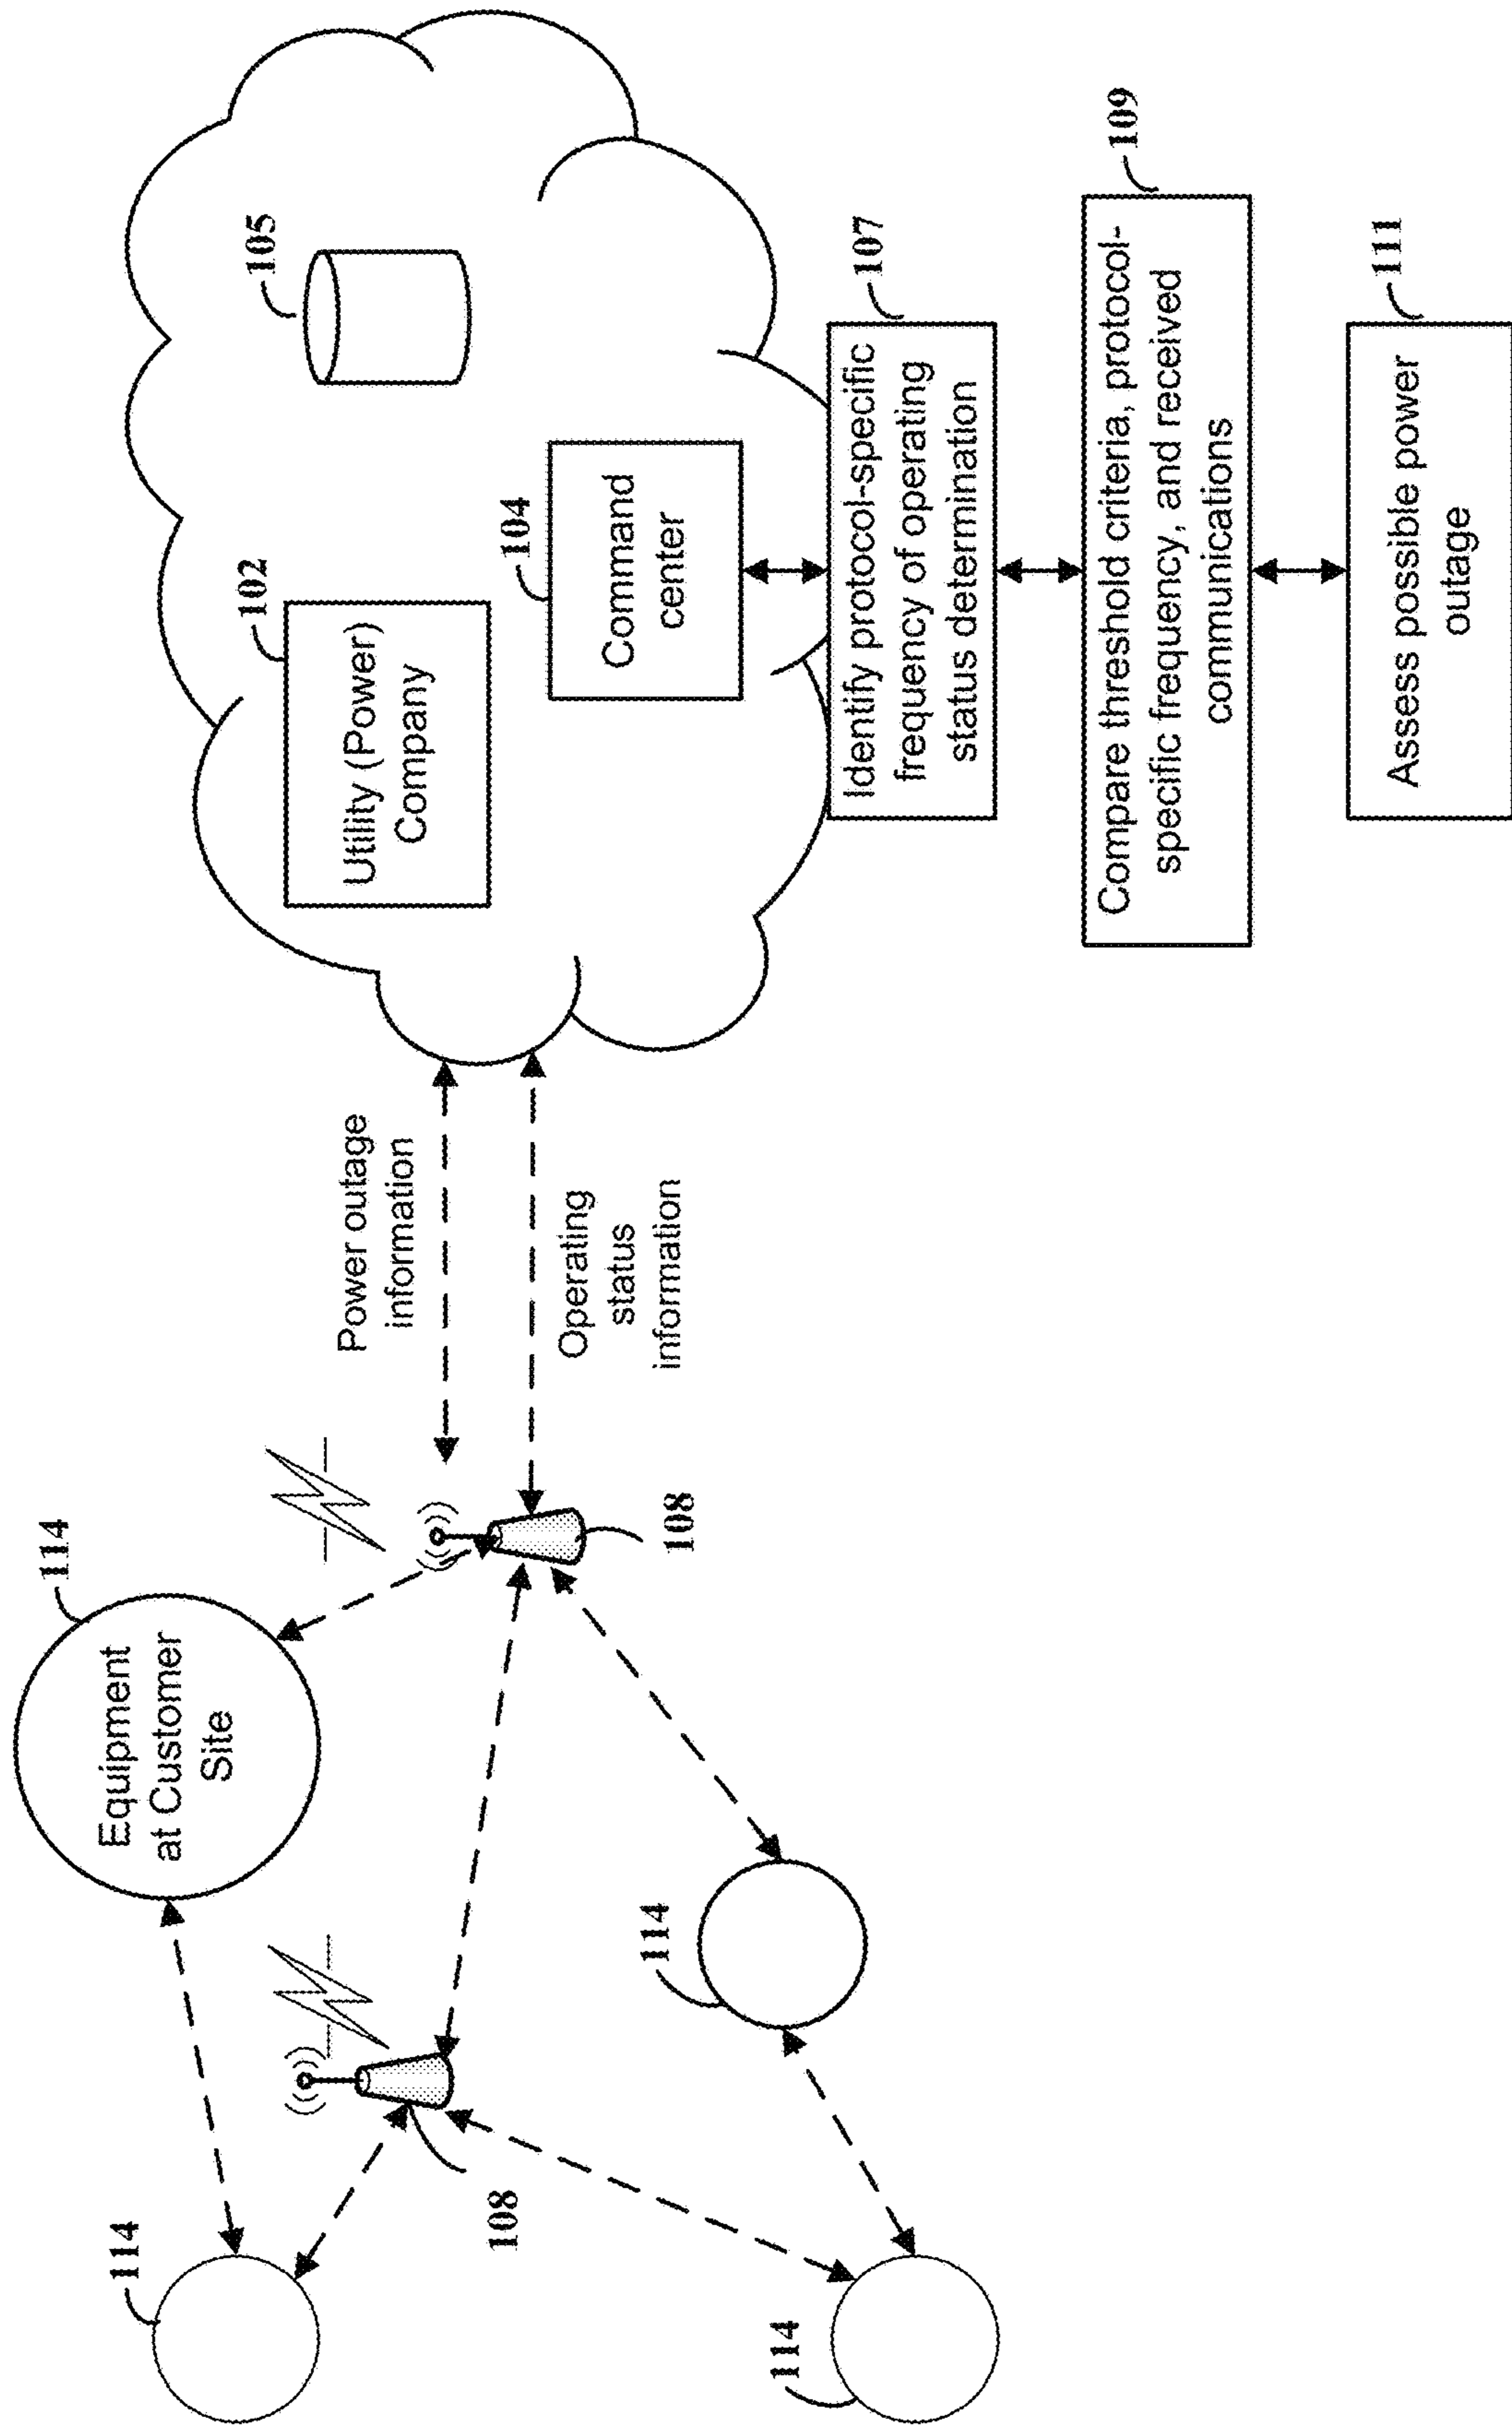 114
Equipment
at Customer
Site
114
108
108
114
114
Power outage
information
Operating
status
information
102
Utility (Power)
Company
105
104
Command
center
107
Identify protocol-specific
frequency of operating
status determination
109
Compare threshold criteria, protocol-
specific frequency, and received
communications
111
Assess possible power
outage